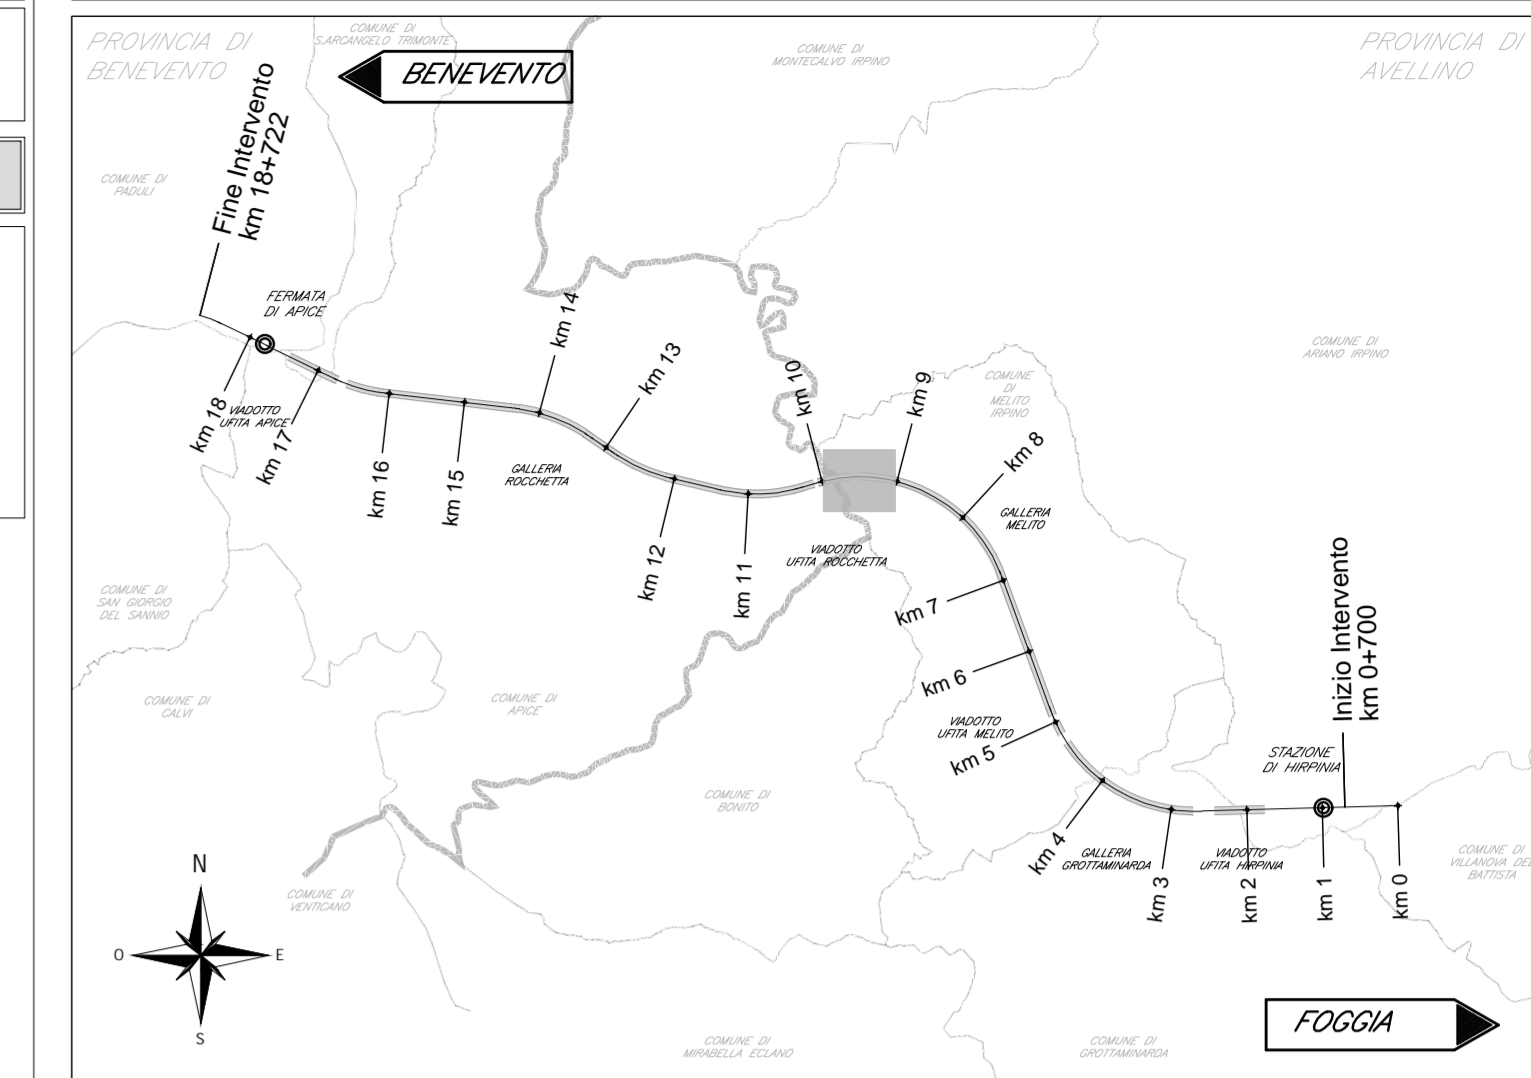 PROVINCIA DI
BENEVENTO
COMUNE DI
S.ARCANGELO TRIMONTE
BENEVENTO
COMUNE DI
MONTECALVO IRPINO
PROVINCIA DI
AVELLINO
Fine Intervento
km 18+722
COMUNE DI
PADULI
FERMATA
DI APICE
km 14
km 13
km 10
km 9
COMUNE DI
ARIANO IRPINO
COMUNE
DI
MELITO
IRPINO
km 18
VIADOTTO
UFITA APICE
km 17
km 16
km 15
GALLERIA
ROCCHETTA
km 12
km 11
km 8
GALLERIA
MELITO
VIADOTTO
UFITA ROCCHETTA
km 7
km 6
COMUNE DI
SAN GIORGIO
DEL SANNIO
COMUNE DI
CALVI
COMUNE DI
APICE
VIADOTTO
UFITA MELITO
km 5
Inizio Intervento
km 0+700
STAZIONE
DI HIRPINIA
COMUNE DI
BONITO
km 4
GALLERIA
GROTTAMINARDA
km 3
VIADOTTO
UFITA HIRPINIA
km 2
km 1
km 0
COMUNE DI
VILLANOVA DEL
BATTISTA
COMUNE DI
VENTICANO
N
O
E
S
FOGGIA
COMUNE DI
MIRABELLA ECLANO
COMUNE DI
GROTTAMINARDA